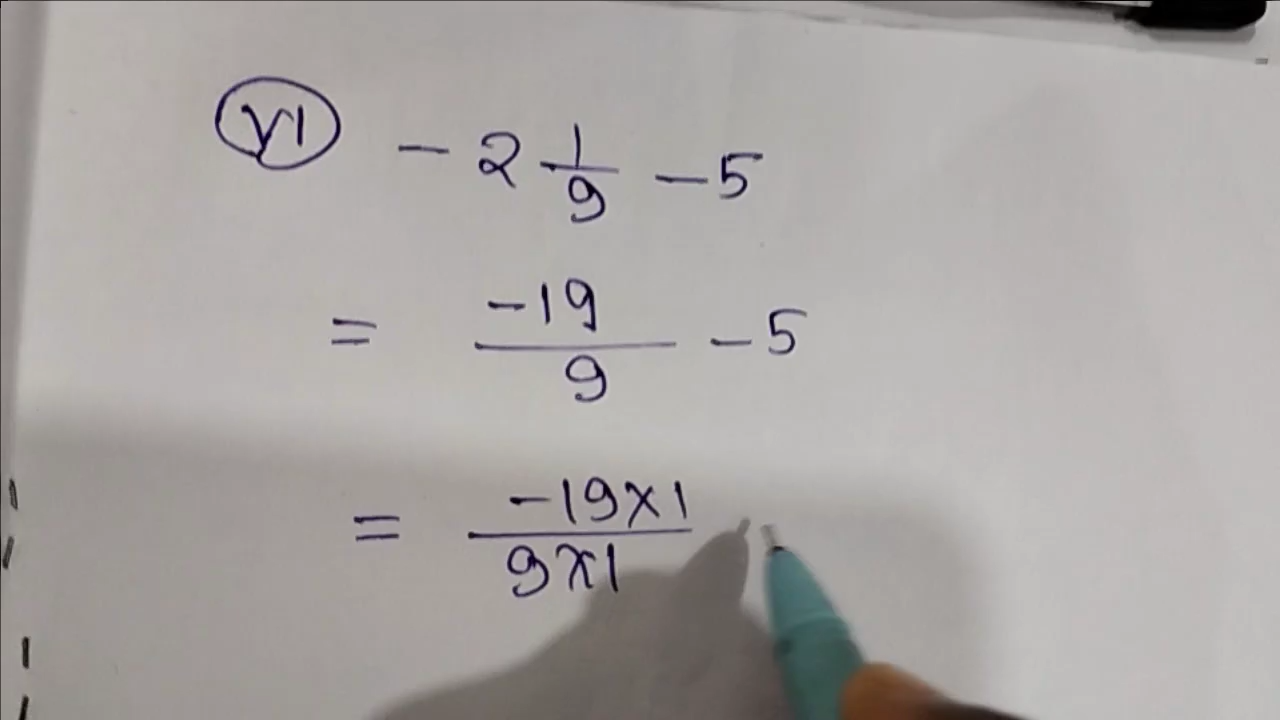 (VI) - 2 1/9 - 5
= -19/9 - 5
= -19×1/9×1